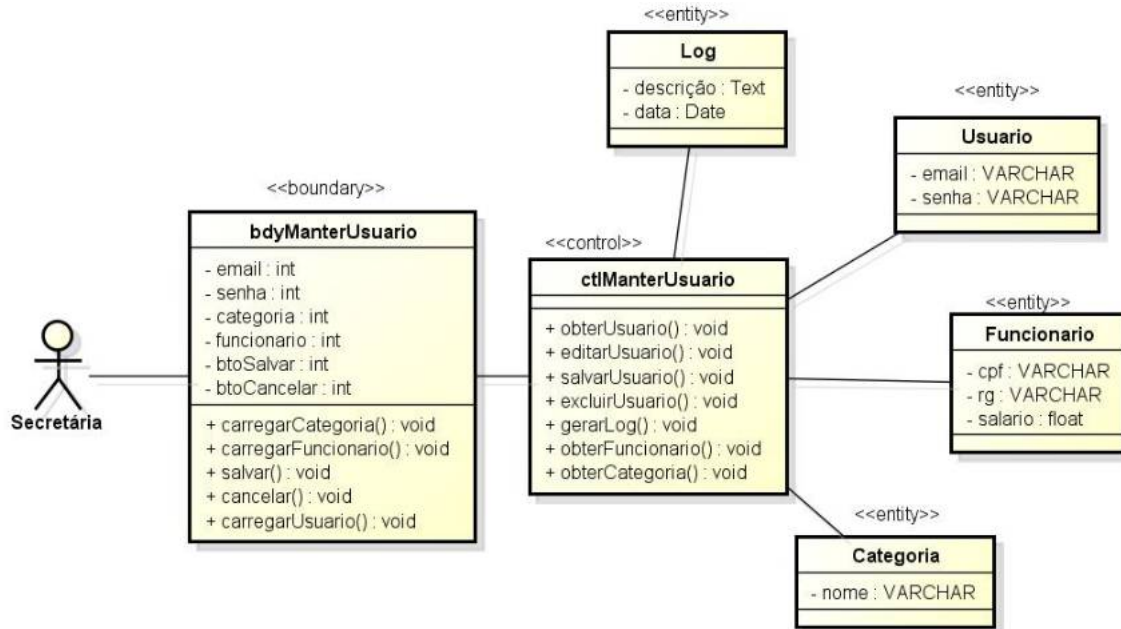 <<entity>>
Log
- descrição : Text
- data : Date
<<entity>>
Usuario
- email : VARCHAR
- senha : VARCHAR
<<boundary>>
bdyManterUsuario
- email : int
- senha : int
- categoria : int
- funcionario : int
- btoSalvar : int
- btoCancelar : int
+ carregarCategoria() : void
+ carregarFuncionario() : void
+ salvar() : void
+ cancelar() : void
+ carregarUsuario() : void
<<control>>
ctlManterUsuario
+ obterUsuario() : void
+ editarUsuario() : void
+ salvarUsuario() : void
+ excluirUsuario() : void
+ gerarLog() : void
+ obterFuncionario() : void
+ obterCategoria() : void
<<entity>>
Funcionario
- cpf : VARCHAR
- rg : VARCHAR
- salario : float
Secretária
<<entity>>
Categoria
- nome : VARCHAR